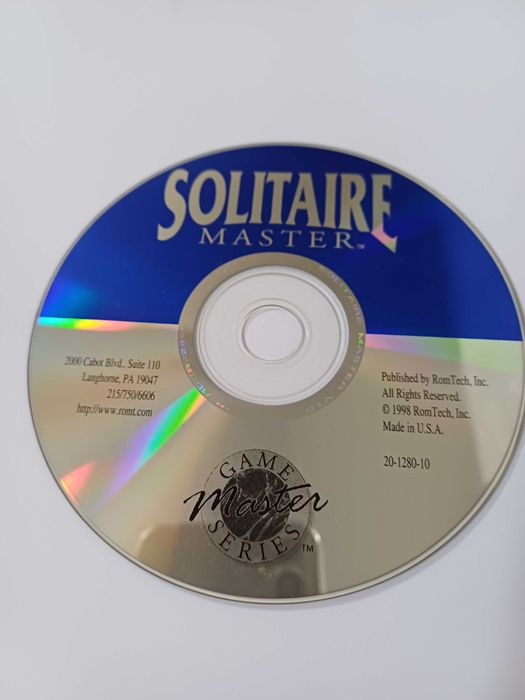 SOLITAIRE
MASTER™
2000 Cabot Blvd., Suite 110
Langhorne, PA 19047
215/750/6606
http://www.romt.com
Published by RomTech, Inc.
All Rights Reserved.
© 1998 RomTech, Inc.
Made in U.S.A.
20-1280-10
GAME
Master
SERIES™